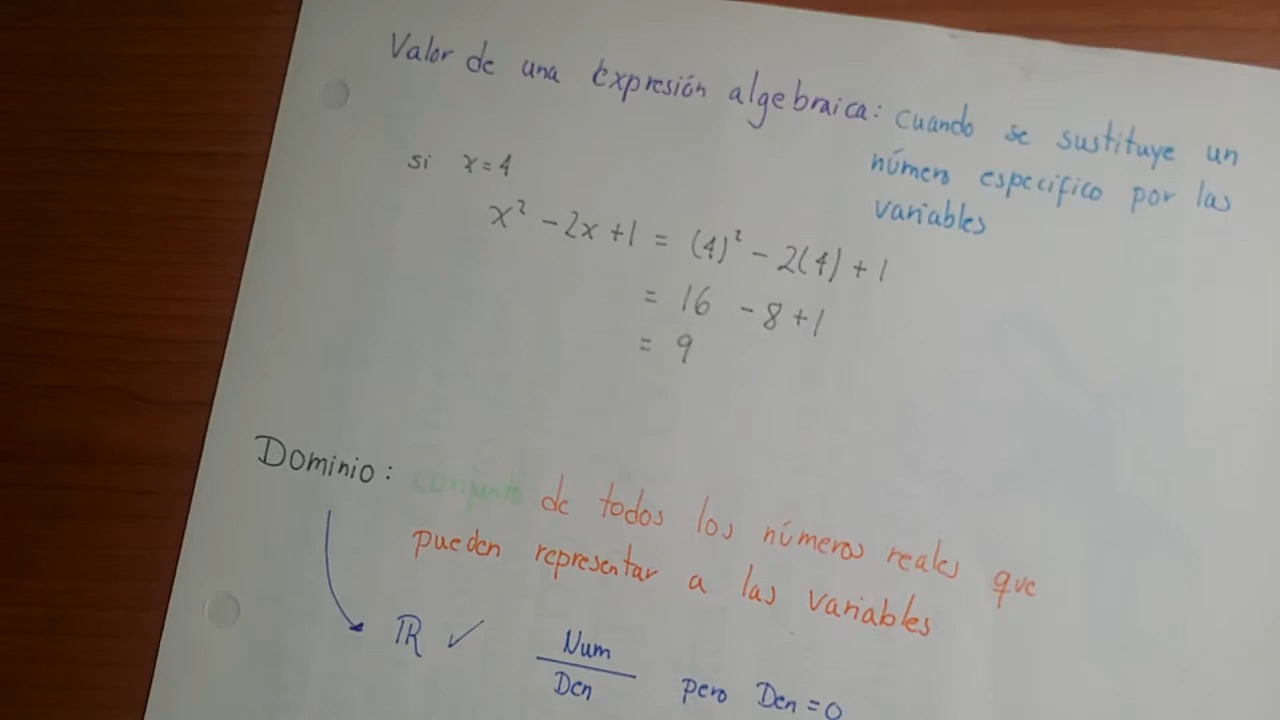 Valor de una Expresión algebraica: cuando se sustituye un
número especifico por las
variables
si x = 4
x² - 2x + 1 = (4)² - 2(4) + 1
= 16 - 8 + 1
= 9
Dominio: conjunto de todos los números reales que
pueden representar a las variables
ℝ ✓ Num
Den pero Den = 0